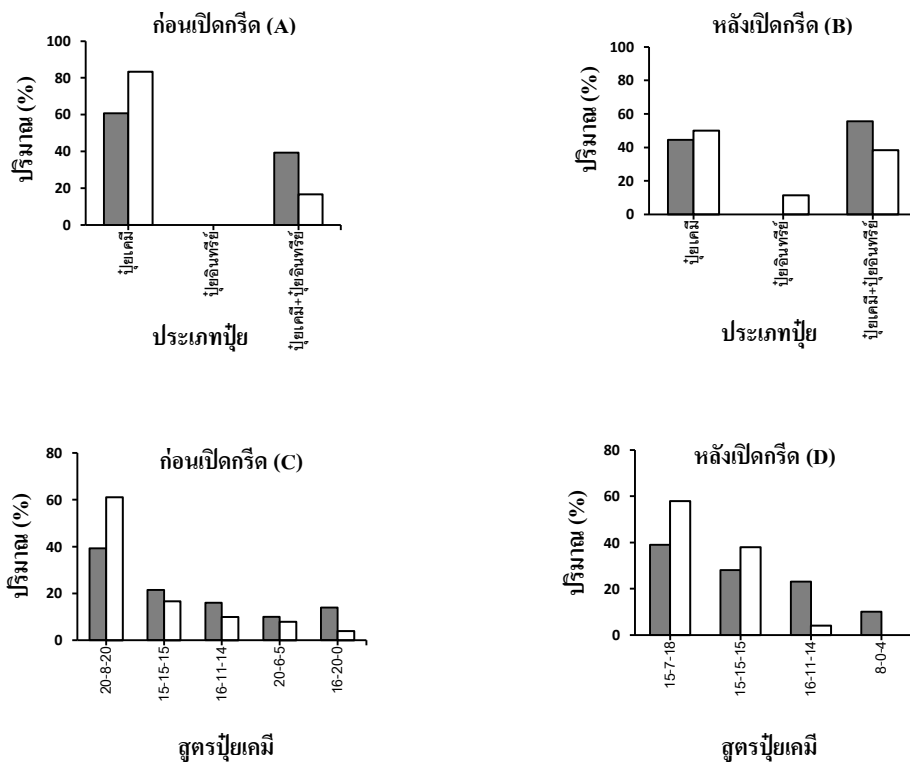 ก่อนเปิดกรีด (A)
ปริมาณ (%)
100
80
60
40
20
0
ปุ๋ยเคมี
ปุ๋ยอินทรีย์
ปุ๋ยเคมี+ปุ๋ยอินทรีย์
ประเภทปุ๋ย
หลังเปิดกรีด (B)
ปริมาณ (%)
100
80
60
40
20
0
ปุ๋ยเคมี
ปุ๋ยอินทรีย์
ปุ๋ยเคมี+ปุ๋ยอินทรีย์
ประเภทปุ๋ย
ก่อนเปิดกรีด (C)
ปริมาณ (%)
80
60
40
20
0
20-8-20
15-15-15
16-11-14
20-6-5
16-20-0
สูตรปุ๋ยเคมี
หลังเปิดกรีด (D)
ปริมาณ (%)
80
60
40
20
0
15-7-18
15-15-15
16-11-14
8-0-4
สูตรปุ๋ยเคมี